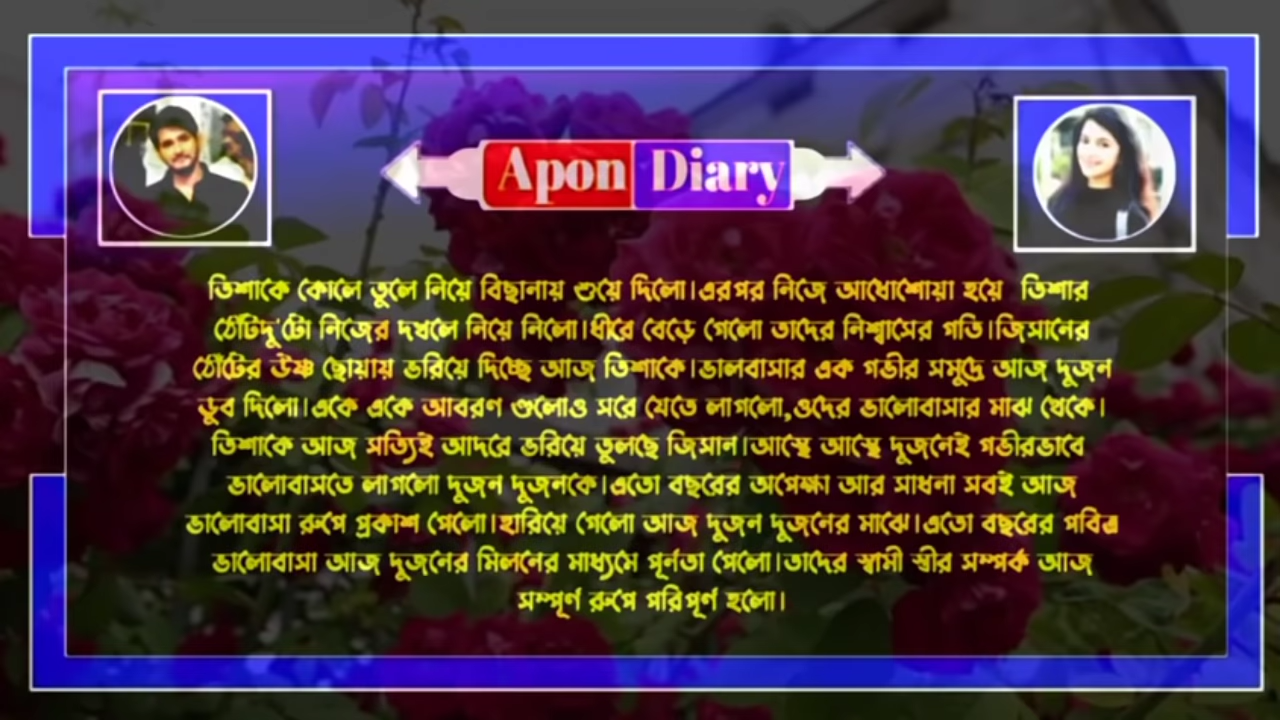 Apon Diary
তিশাকে কোলে তুলে নিয়ে বিছানায় শুয়ে দিলো।এরপর নিজে আধোশোয়া হয়ে তিশার
ঠোঁটদু'টো নিজের দখলে নিয়ে নিলো।ধীরে বেড়ে গেলো তাদের নিশ্বাসের গতি।জিসানের
ঠোঁটের উষ্ণ ছোয়ায় ভরিয়ে দিচ্ছে আজ তিশাকে।ভালবাসার এক গভীর সমুদ্রে আজ দুজন
ডুব দিলো।একে একে আবরণ গুলোও সরে যেতে লাগলো,ওদের ভালোবাসার মাঝ থেকে।
তিশাকে আজ সত্যিই আদরে ভরিয়ে তুলছে জিসান।আস্থে আস্থে দুজনেই গভীরভাবে
ভালোবাসতে লাগলো দুজন দুজনকে।এতো বছরের অপেক্ষা আর সাধনা সবই আজ
ভালোবাসা রুপে প্রকাশ পেলো।হারিয়ে গেলো আজ দুজন দুজনের মাঝে।এতো বছরের পবিত্র
ভালোবাসা আজ দুজনের মিলনের মাধ্যমে পূর্নতা পেলো।তাদের স্বামী স্ত্রীর সম্পর্ক আজ
সম্পূর্ণ রুপে পরিপূর্ণ হলো।